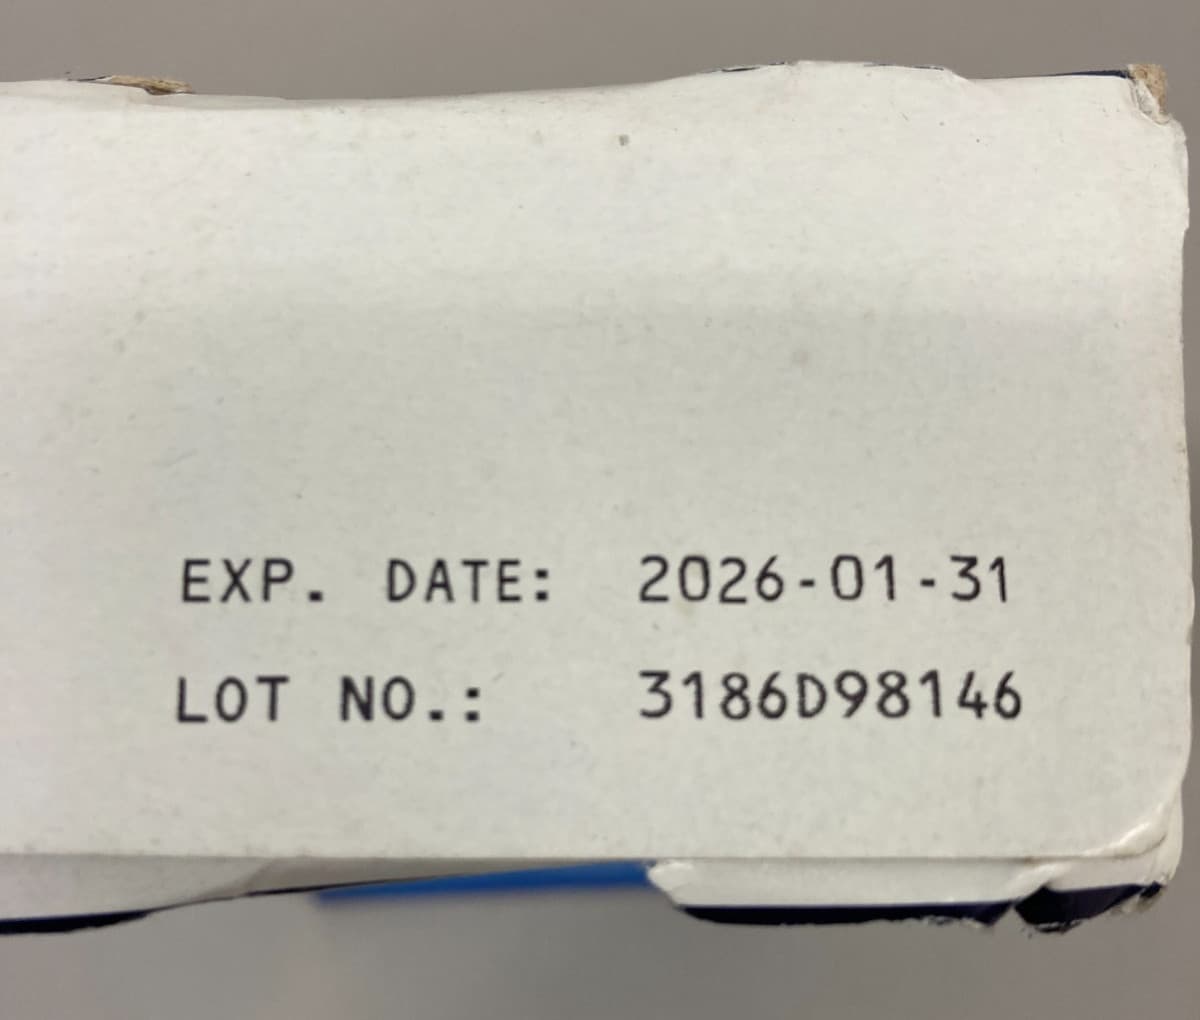 EXP. DATE: 2026-01-31
LOT NO.: 3186D98146